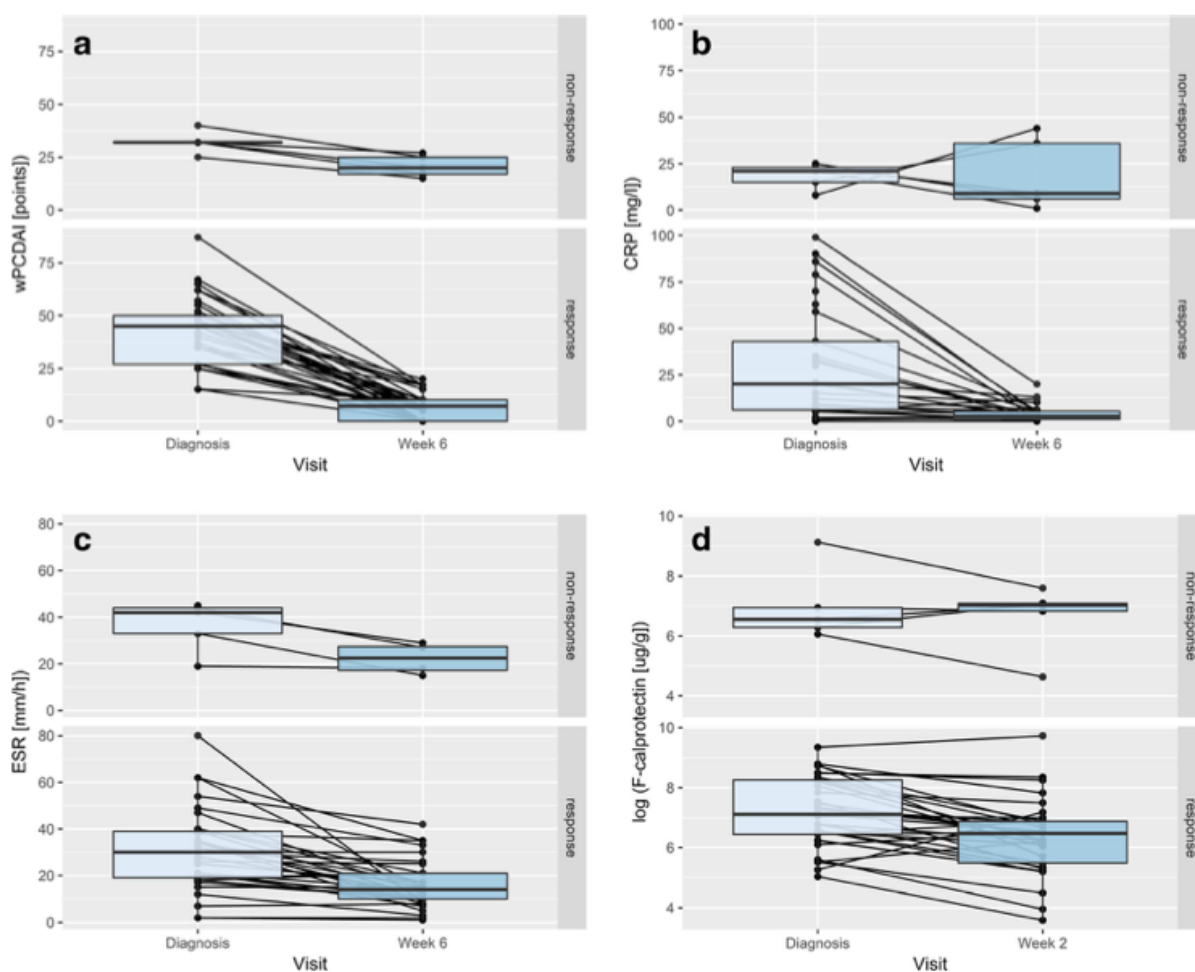 a
wPCDAI [points])
75
50
25
0
non-response
75
50
25
0
response
Diagnosis
Week 6
Visit
b
CRP [mg/l])
100
75
50
25
0
non-response
100
75
50
25
0
response
Diagnosis
Week 6
Visit
c
ESR [mm/h])
80
60
40
20
0
non-response
80
60
40
20
0
response
Diagnosis
Week 6
Visit
d
log (F-calprotectin [ug/g])
10
8
6
4
non-response
10
8
6
4
response
Diagnosis
Week 2
Visit